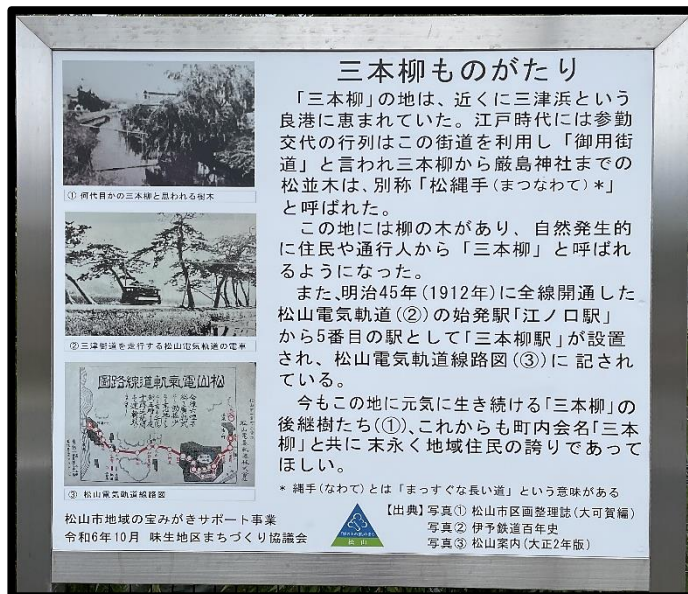 三本柳ものがたり
「三本柳」の地は、近くに三津浜という
良港に恵まれていた。江戸時代には参勤
交代の行列はこの街道を利用し「御用街
道」と言われ三本柳から厳島神社までの
松並木は、別称「松縄手(まつなわて)*」
と呼ばれた。
この地には柳の木があり、自然発生的
に住民や通行人から「三本柳」と呼ばれ
るようになった。
また、明治45年(1912年)に全線開通した
松山電気軌道(②)の始発駅「江ノ口駅」
から5番目の駅として「三本柳駅」が設置
され、松山電気軌道線路図(③)に 記され
ている。
今もこの地に元気に生き続ける「三本柳」の
後継樹たち(①)、これからも町内会名「三本
柳」と共に 末永く地域住民の誇りであって
ほしい。
* 縄手(なわて)とは「まっすぐな長い道」という意味がある
① 何代目かの三本柳と思われる樹木
② 三津街道を走行する松山電気軌道の電車
松山電氣軌道線路圖
③ 松山電気軌道線路図
松山市地域の宝みがきサポート事業
令和6年10月 味生地区まちづくり協議会
松山
【出典】写真① 松山市区画整理誌(大可賀編)
写真② 伊予鉄道百年史
写真③ 松山案内(大正2年版)